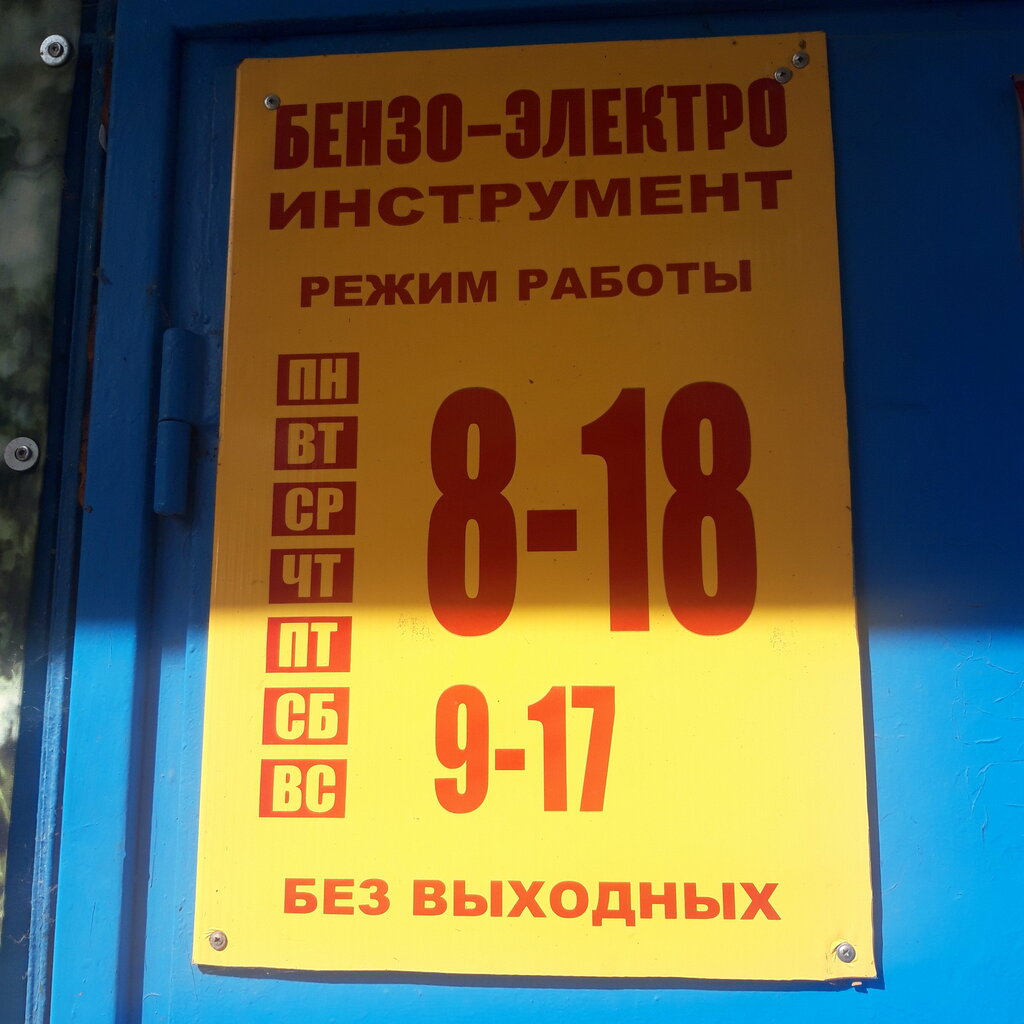 БЕНЗО-ЭЛЕКТРО
ИНСТРУМЕНТ
РЕЖИМ РАБОТЫ
ПН
ВТ
СР
ЧТ
ПТ
8-18
СБ
ВС
9-17
БЕЗ ВЫХОДНЫХ